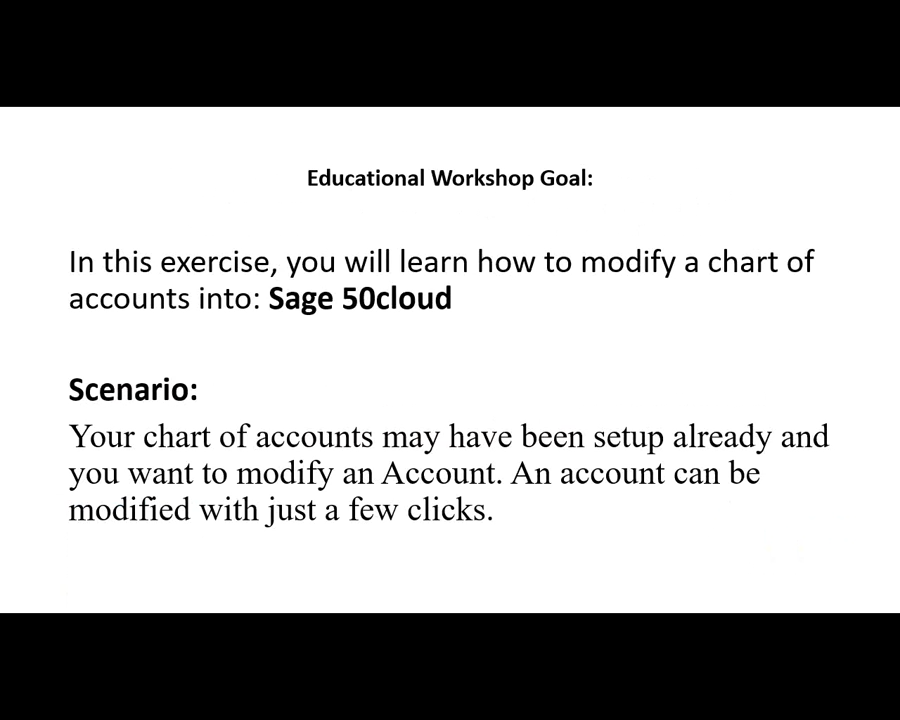 Educational Workshop Goal:
In this exercise, you will learn how to modify a chart of
accounts into: Sage 50cloud
Scenario:
Your chart of accounts may have been setup already and
you want to modify an Account. An account can be
modified with just a few clicks.